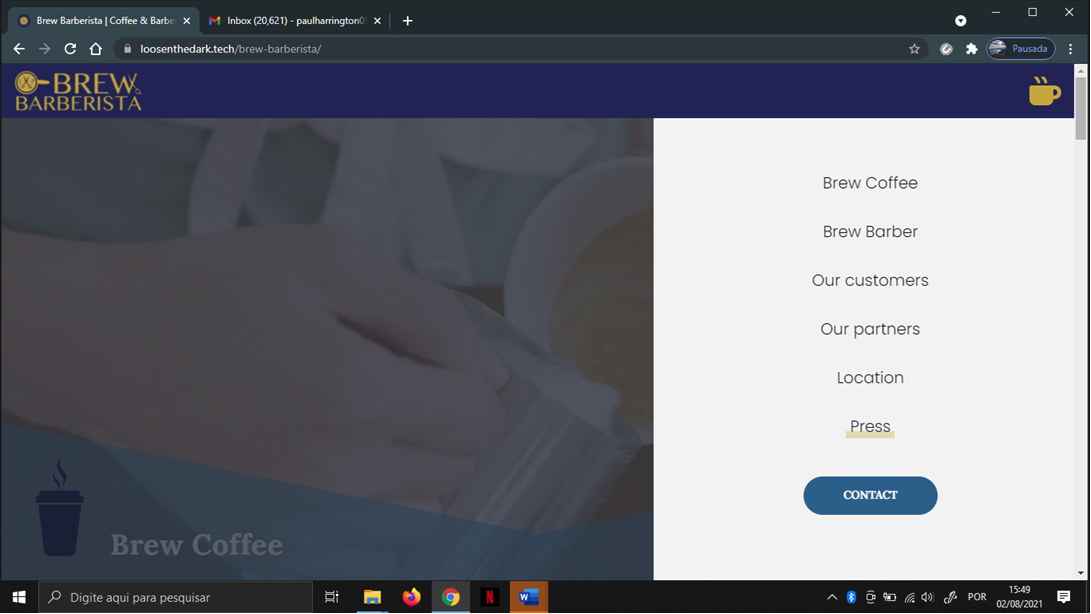 Brew Barberista | Coffee & Barbe
Inbox (20,621) - paulharrington05
loosenthedark.tech/brew-barberista/
Pausada
BREW
BARBERISTA
Brew Coffee
Brew Barber
Our customers
Our partners
Location
Press
CONTACT
Brew Coffee
Digite aqui para pesquisar
N
W
POR
15:49
02/08/2021